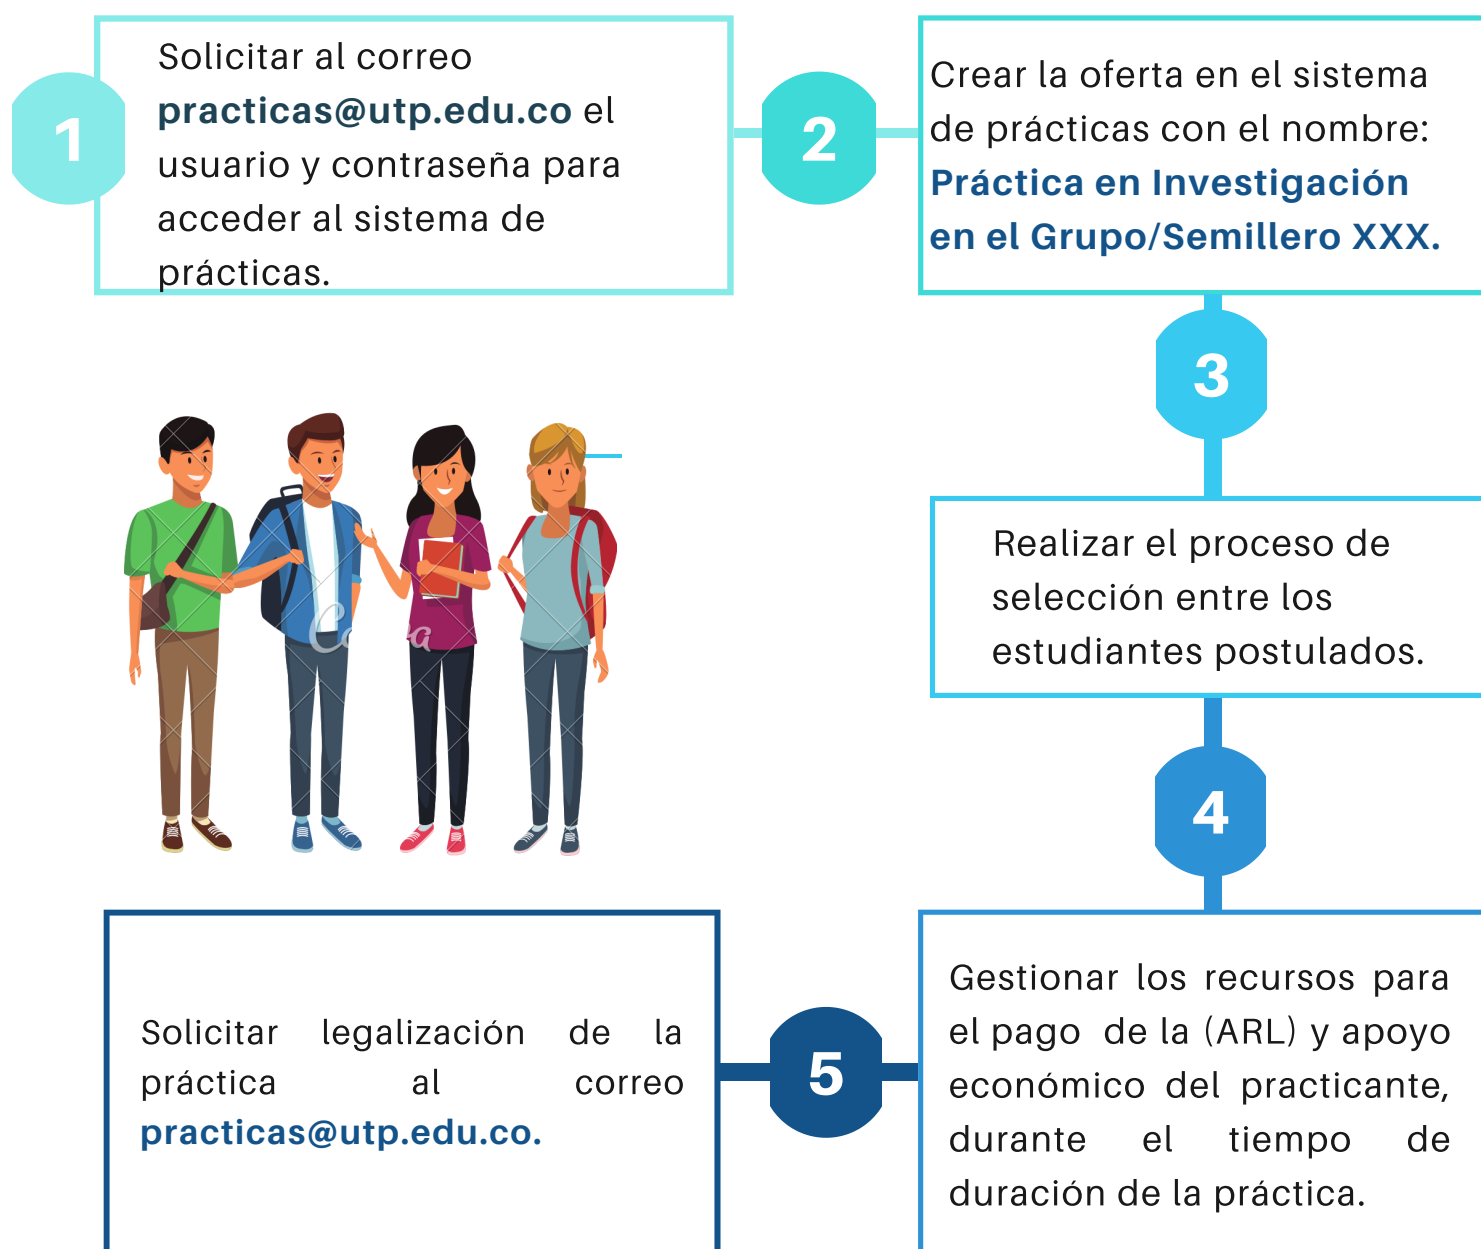 1
Solicitar al correo
practicas@utp.edu.co el
usuario y contraseña para
acceder al sistema de
prácticas.
2
Crear la oferta en el sistema
de prácticas con el nombre:
Práctica en Investigación
en el Grupo/Semillero XXX.
3
Realizar el proceso de
selección entre los
estudiantes postulados.
4
Gestionar los recursos para
el pago de la (ARL) y apoyo
económico del practicante,
durante el tiempo de
duración de la práctica.
5
Solicitar legalización de la
práctica al correo
practicas@utp.edu.co.